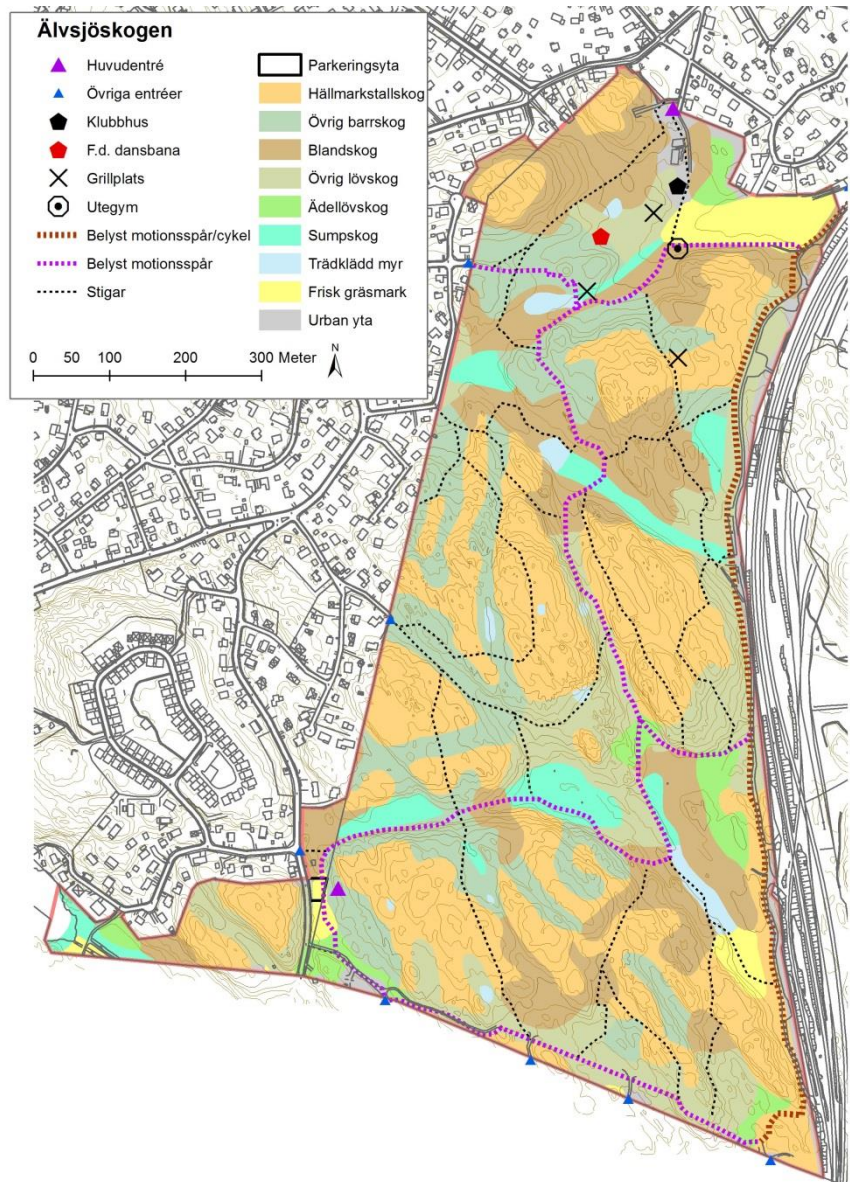 Älvsjöskogen
Huvudentré
Övriga entréer
Klubbhus
F.d. dansbana
Grillplats
Utegym
Belyst motionsspår/cykel
Belyst motionsspår
Stigar
Parkeringsyta
Hällmarkstallskog
Övrig barrskog
Blandskog
Övrig lövskog
Ädellövskog
Sumpskog
Trädklädd myr
Frisk gräsmark
Urban yta
0 50 100 200 300 Meter
N